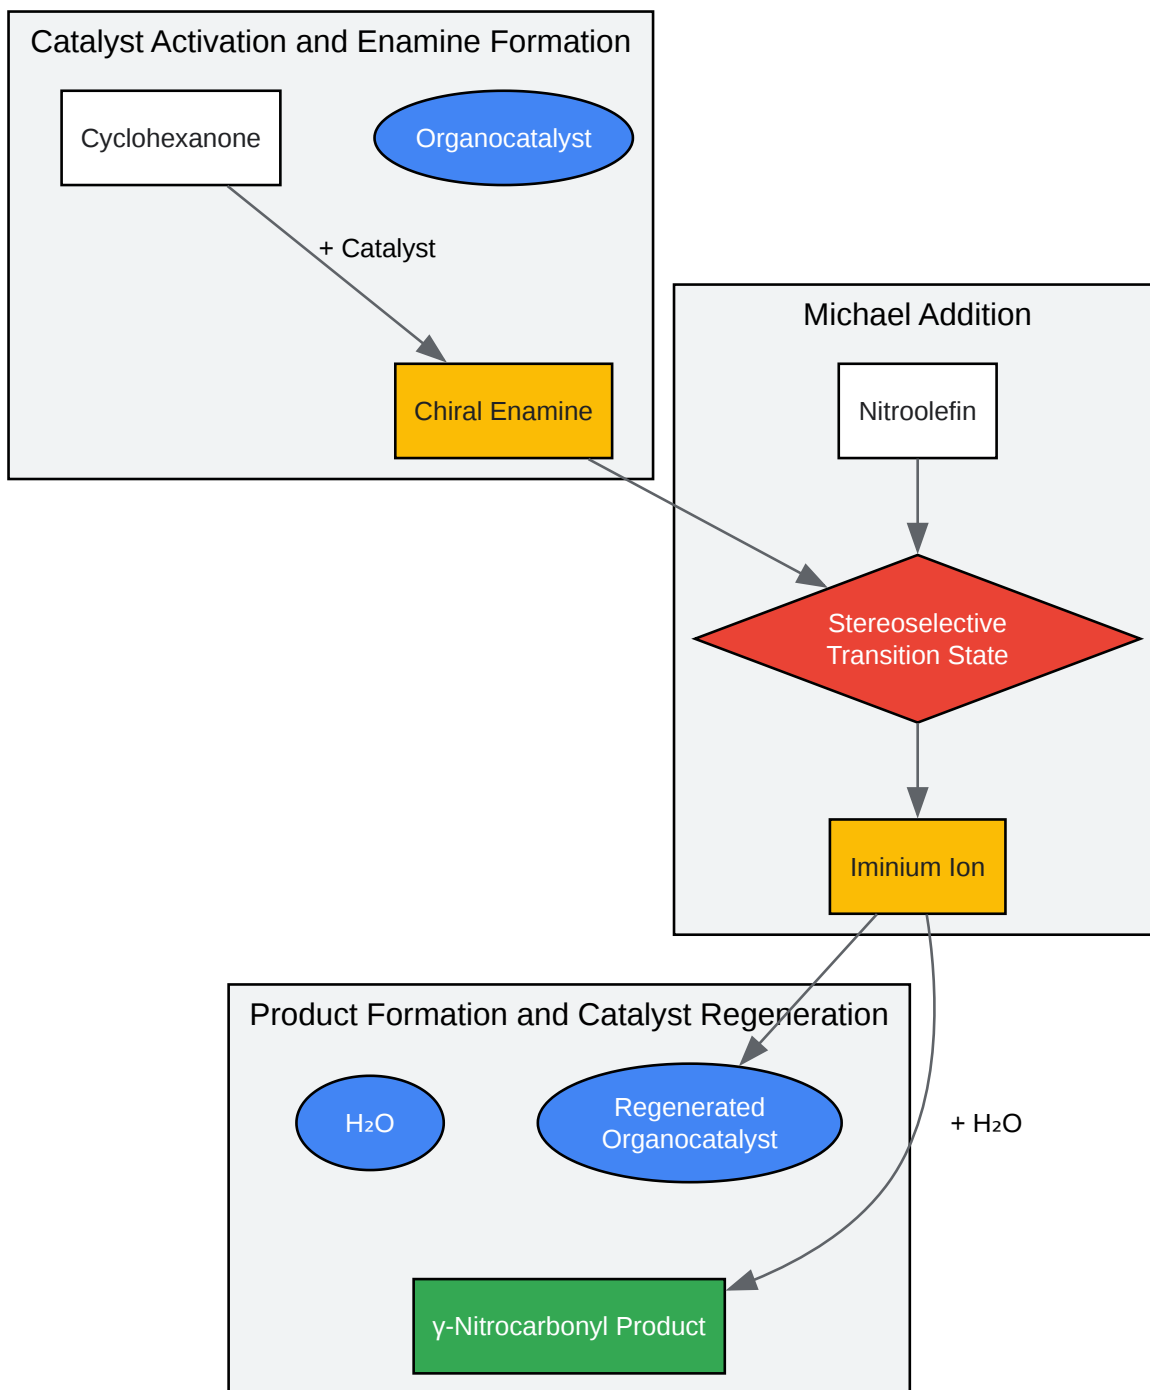 Catalyst Activation and Enamine Formation
Cyclohexanone
Organocatalyst
+ Catalyst
Chiral Enamine
Michael Addition
Nitroolefin
Stereoselective
Transition State
Iminium Ion
Product Formation and Catalyst Regeneration
H₂O
Regenerated
Organocatalyst
+ H₂O
γ-Nitrocarbonyl Product